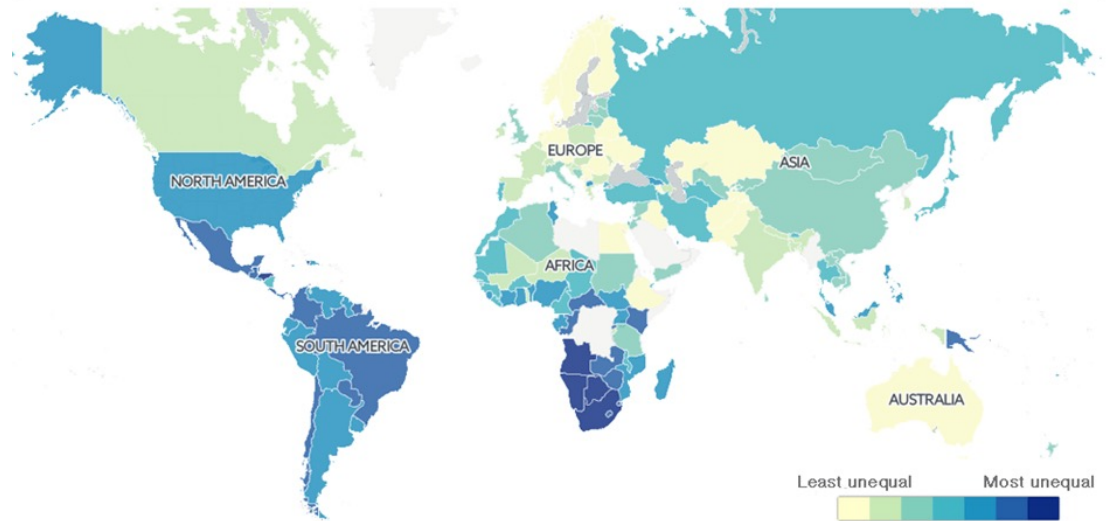 EUROPE
ASIA
NORTH AMERICA
AFRICA
SOUTH AMERICA
AUSTRALIA
Least unequal Most unequal